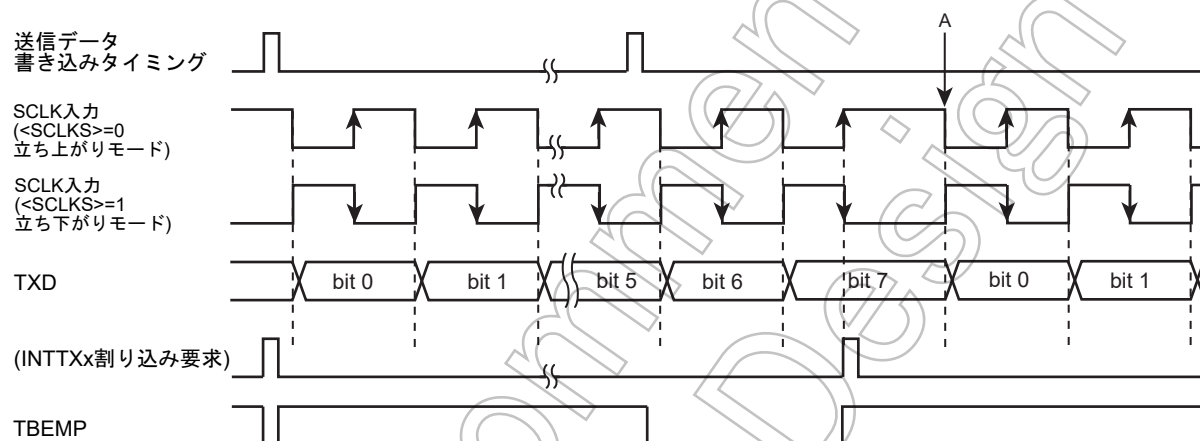 A
送信データ
書き込みタイミング
SCLK入力
(<SCLKS>=0
立ち上がりモード)
SCLK入力
(<SCLKS>=1
立ち下がりモード)
TXD bit 0 bit 1 bit 5 bit 6 bit 7 bit 0 bit 1
(INTTXx割り込み要求)
TBEMP
ommen
Design